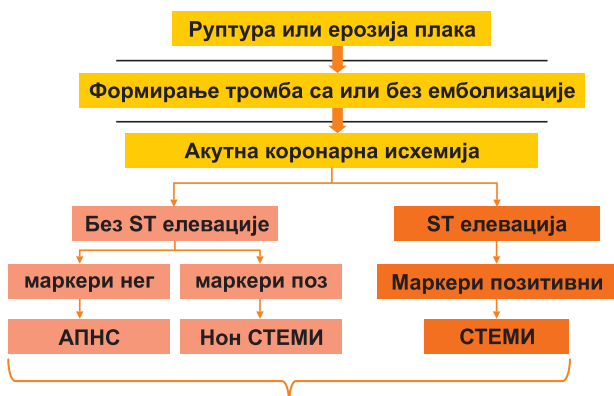 Руптура или ерозија плака
Формирање тромба са или без емболизације
Акутна коронарна исхемија
Без ST елевације
ST елевација
маркери нег
маркери поз
Маркери позитивни
АПНС
Нон СТЕМИ
СТЕМИ